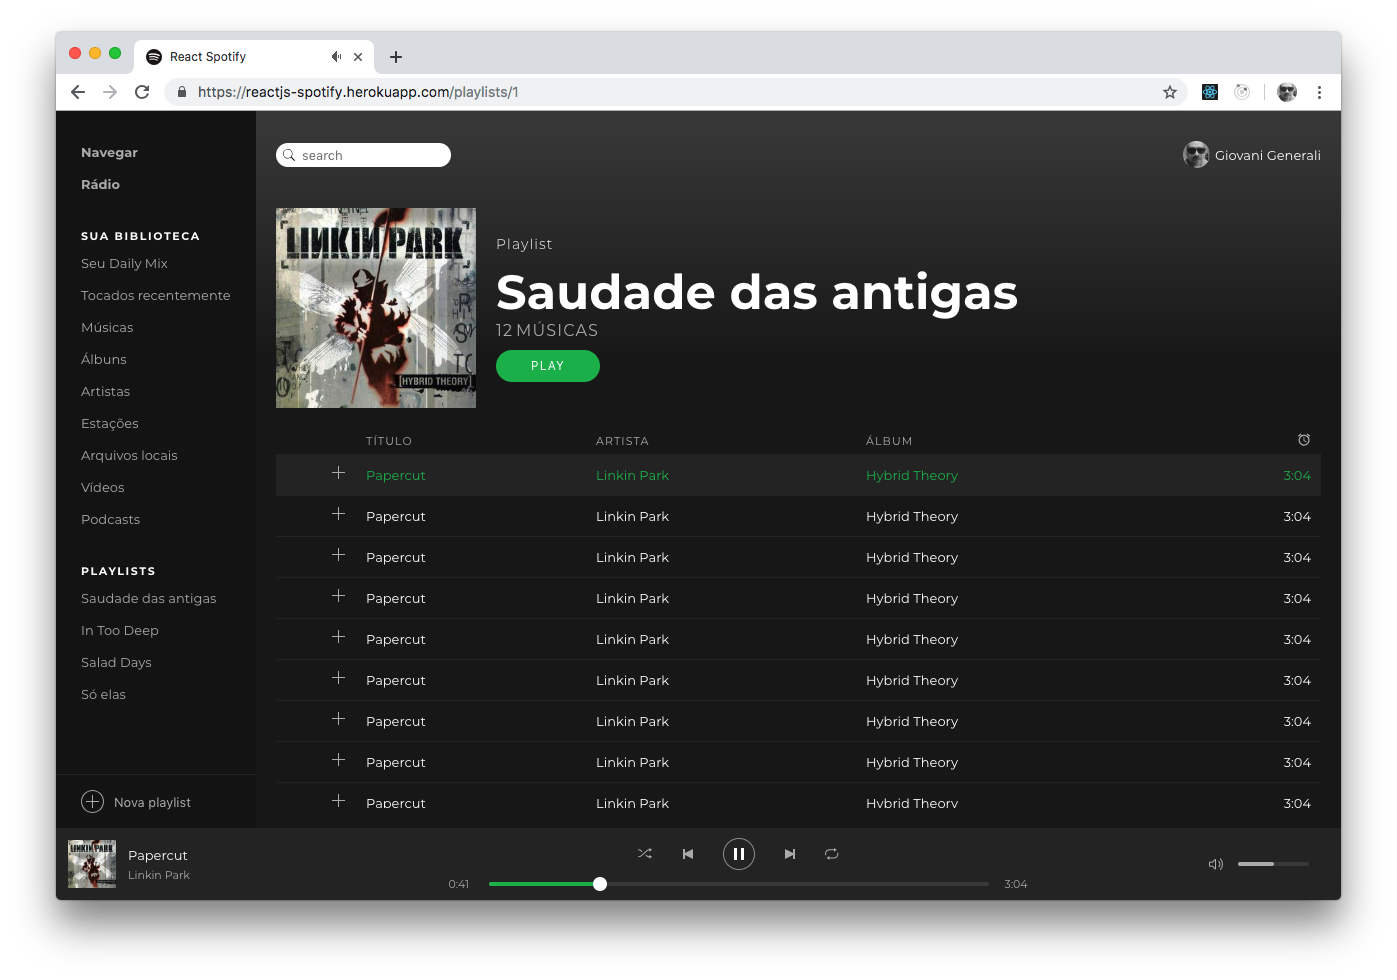 React Spotify
https://reactjs-spotify.herokuapp.com/playlists/1
Navegar
Rádio
SUA BIBLIOTECA
Seu Daily Mix
Tocados recentemente
Músicas
Álbuns
Artistas
Estações
Arquivos locais
Vídeos
Podcasts
PLAYLISTS
Saudade das antigas
In Too Deep
Salad Days
Só elas
Nova playlist
search
Giovani Generali
LINKIN PARK
[HYBRID THEORY]
Playlist
Saudade das antigas
12 MÚSICAS
PLAY
TÍTULO ARTISTA ÁLBUM
Papercut Linkin Park Hybrid Theory 3:04
Papercut Linkin Park Hybrid Theory 3:04
Papercut Linkin Park Hybrid Theory 3:04
Papercut Linkin Park Hybrid Theory 3:04
Papercut Linkin Park Hybrid Theory 3:04
Papercut Linkin Park Hybrid Theory 3:04
Papercut Linkin Park Hybrid Theory 3:04
Papercut Linkin Park Hybrid Theory 3:04
Papercut Linkin Park Hybrid Theory 3:04
LINKIN PARK
Papercut
Linkin Park
0:41 3:04